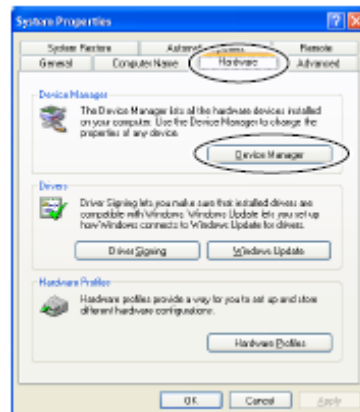 System Properties
System Restore Automatic Updates Remote
General Computer Name Hardware Advanced
Device Manager
The Device Manager lists all the hardware devices installed
on your computer. Use the Device Manager to change the
properties of any device.
Device Manager
Drivers
Driver Signing lets you make sure that installed drivers are
compatible with Windows. Windows Update lets you set up
how Windows connects to Windows Update for drivers.
Driver Signing Windows Update
Hardware Profiles
Hardware profiles provide a way for you to set up and store
different hardware configurations.
Hardware Profiles
OK Cancel Apply